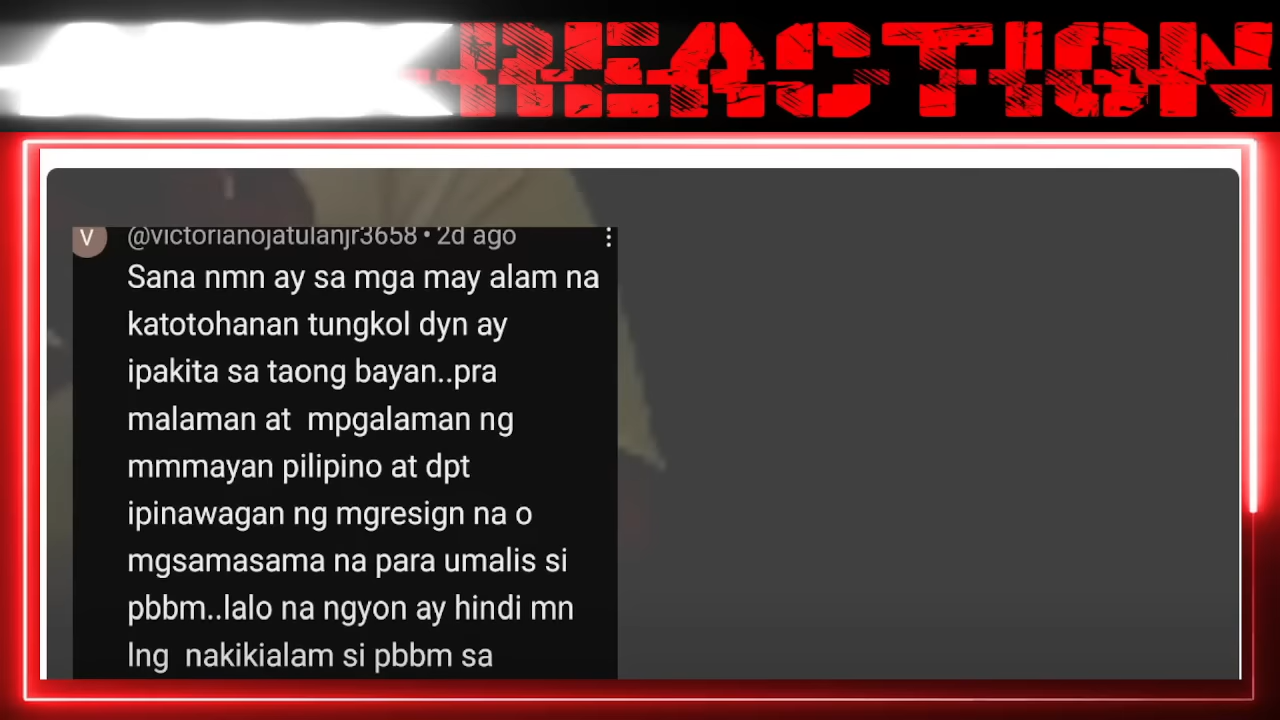 REACTION
V
@victorianojatulanjr3658 • 2d ago
Sana nmn ay sa mga may alam na
katotohanan tungkol dyn ay
ipakita sa taong bayan..pra
malaman at mpgalaman ng
mmmayan pilipino at dpt
ipinawagan ng mgresign na o
mgsamasama na para umalis si
pbbm..lalo na ngyon ay hindi mn
lng nakikialam si pbbm sa